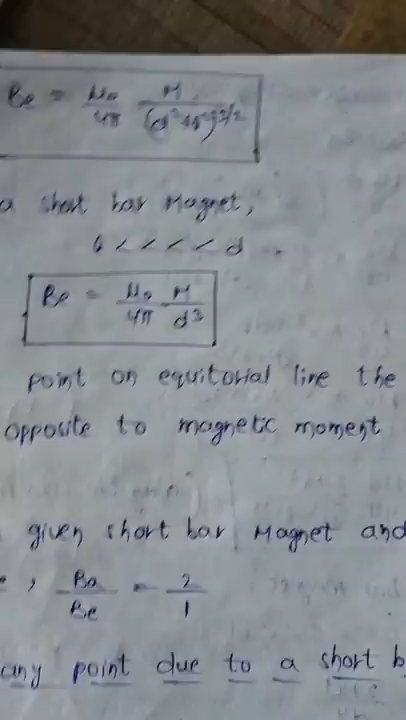 Be = μ₀/4π M/(d²+b²)^3/2
a short bar Magnet,
b < < < < d
Be = μ₀/4π M/d³
point on equitorial line the
opposite to magnetic moment
given short bar Magnet and
, Ba/Be = 2/1
any point due to a short b